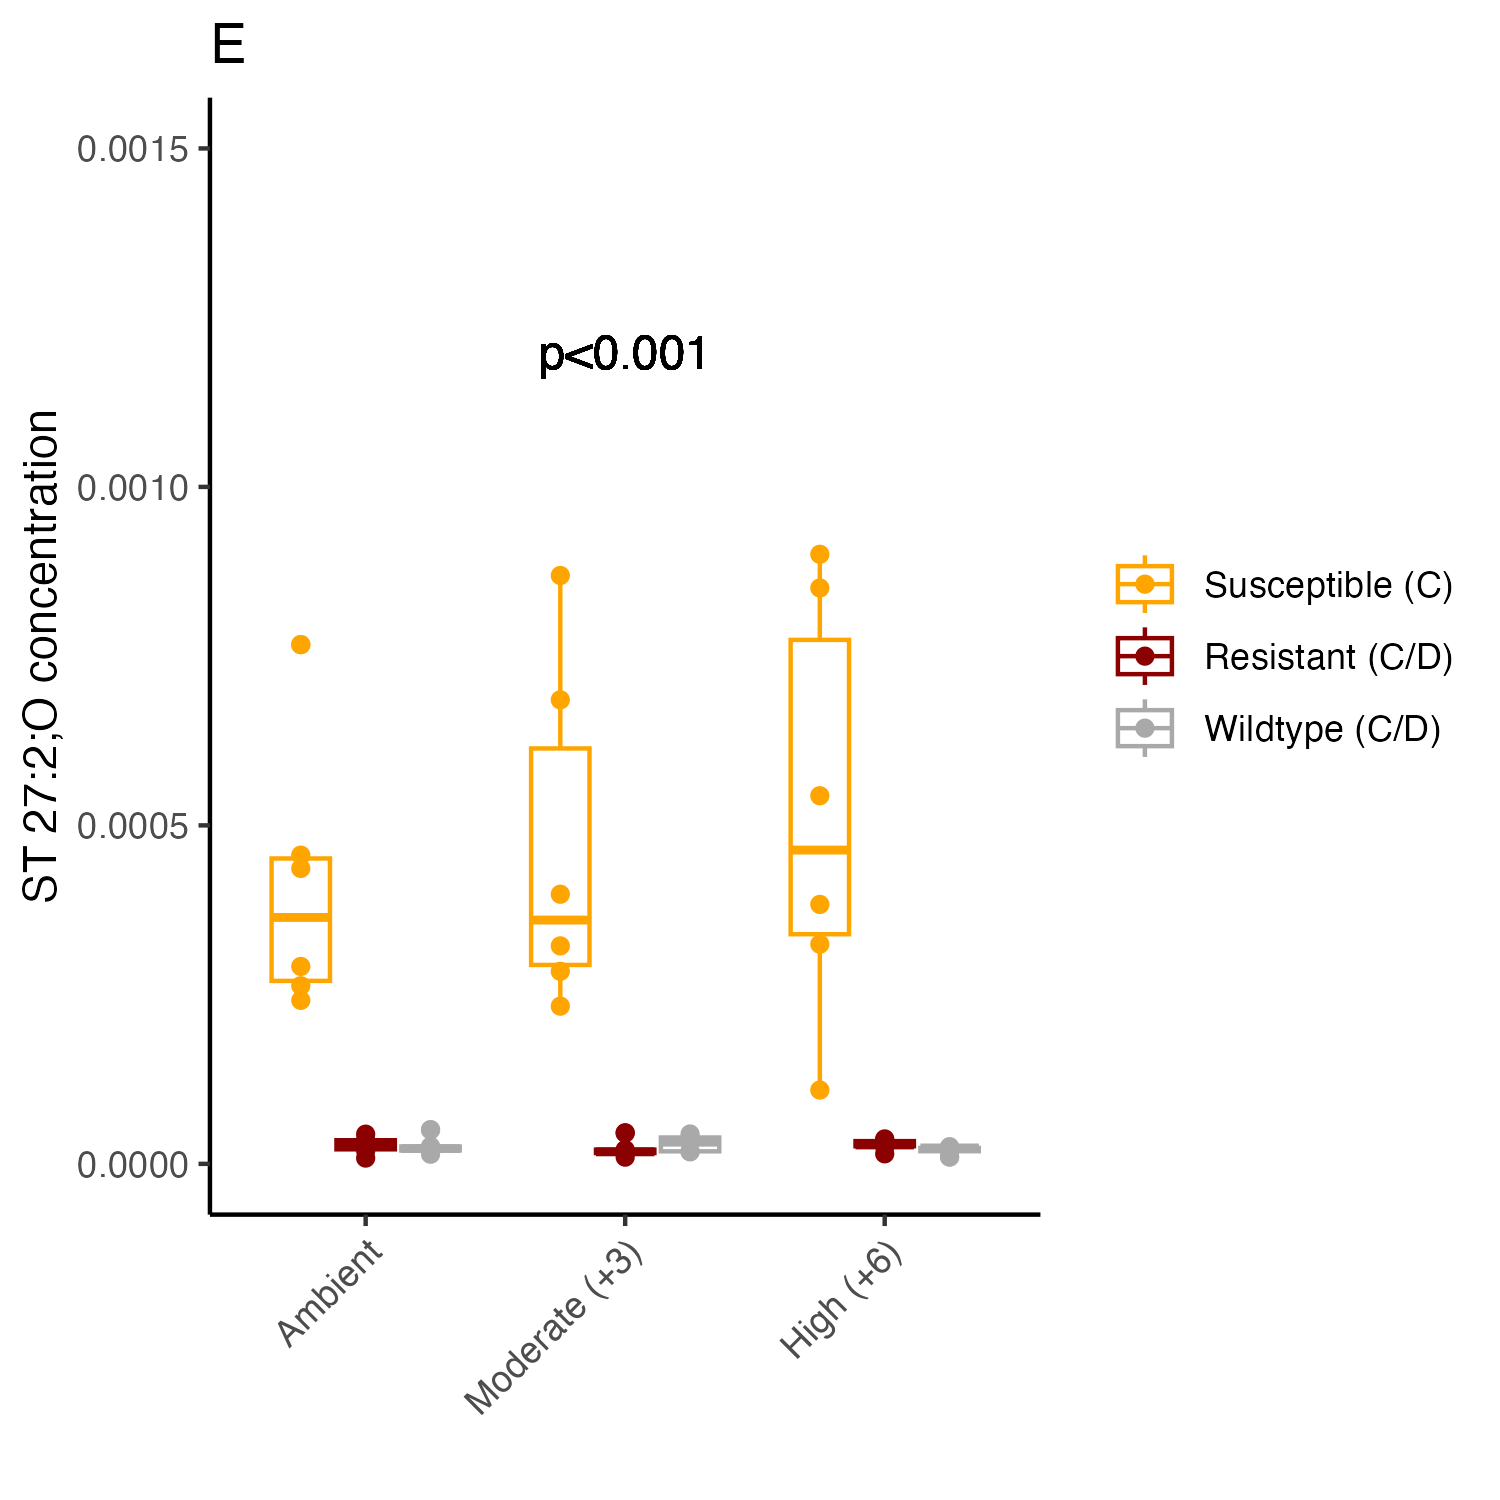 E
0.0015
p<0.001
0.0010
ST 27:2;O concentration
Susceptible (C)
Resistant (C/D)
Wildtype (C/D)
0.0005
0.0000
Ambient
Moderate (+3)
High (+6)